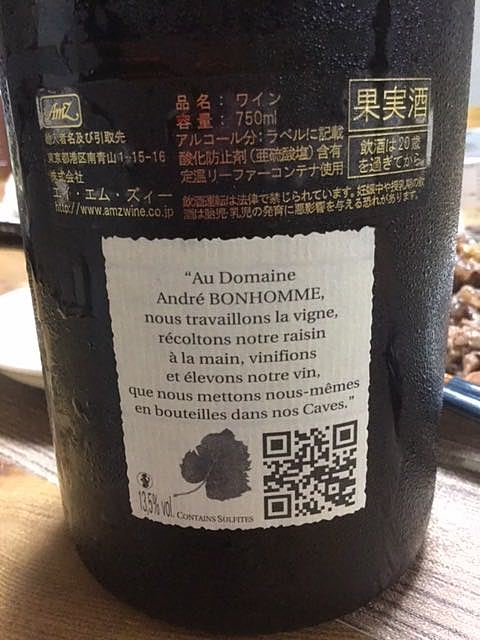 AmZ
品名：ワイン
容量：750ml
アルコール分：ラベルに記載
酸化防止剤（亜硫酸塩）含有
定温リーファーコンテナ使用
果実酒
飲酒は20歳
を過ぎてから。
輸入者名及び引取先
東京都港区南青山1-15-16
株式会社
エイ・エム・ズィー
http://www.amzwine.co.jp
飲酒運転は法律で禁じられています。妊娠中や授乳期の飲
酒は胎児・乳児の発育に悪影響を与える恐れがあります。
“Au Domaine
André BONHOMME,
nous travaillons la vigne,
récoltons notre raisin
à la main, vinifions
et élevons notre vin,
que nous mettons nous-mêmes
en bouteilles dans nos Caves.”
13,5% vol.
CONTAINS SULFITES